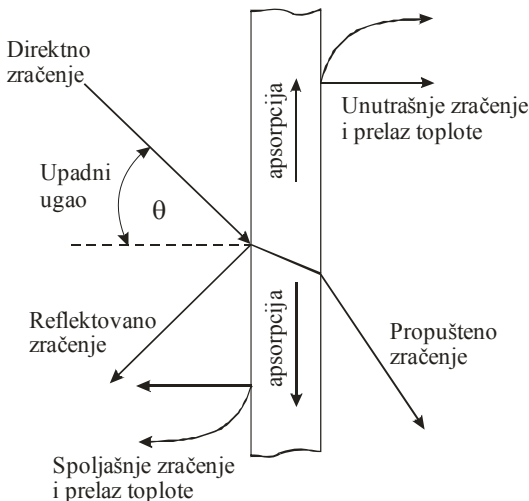 Direktno
zračenje
Upadni
ugao
θ
apsorpcija
Unutrašnje zračenje
i prelaz toplote
Reflektovano
zračenje
apsorpcija
Propušteno
zračenje
Spoljašnje zračenje
i prelaz toplote